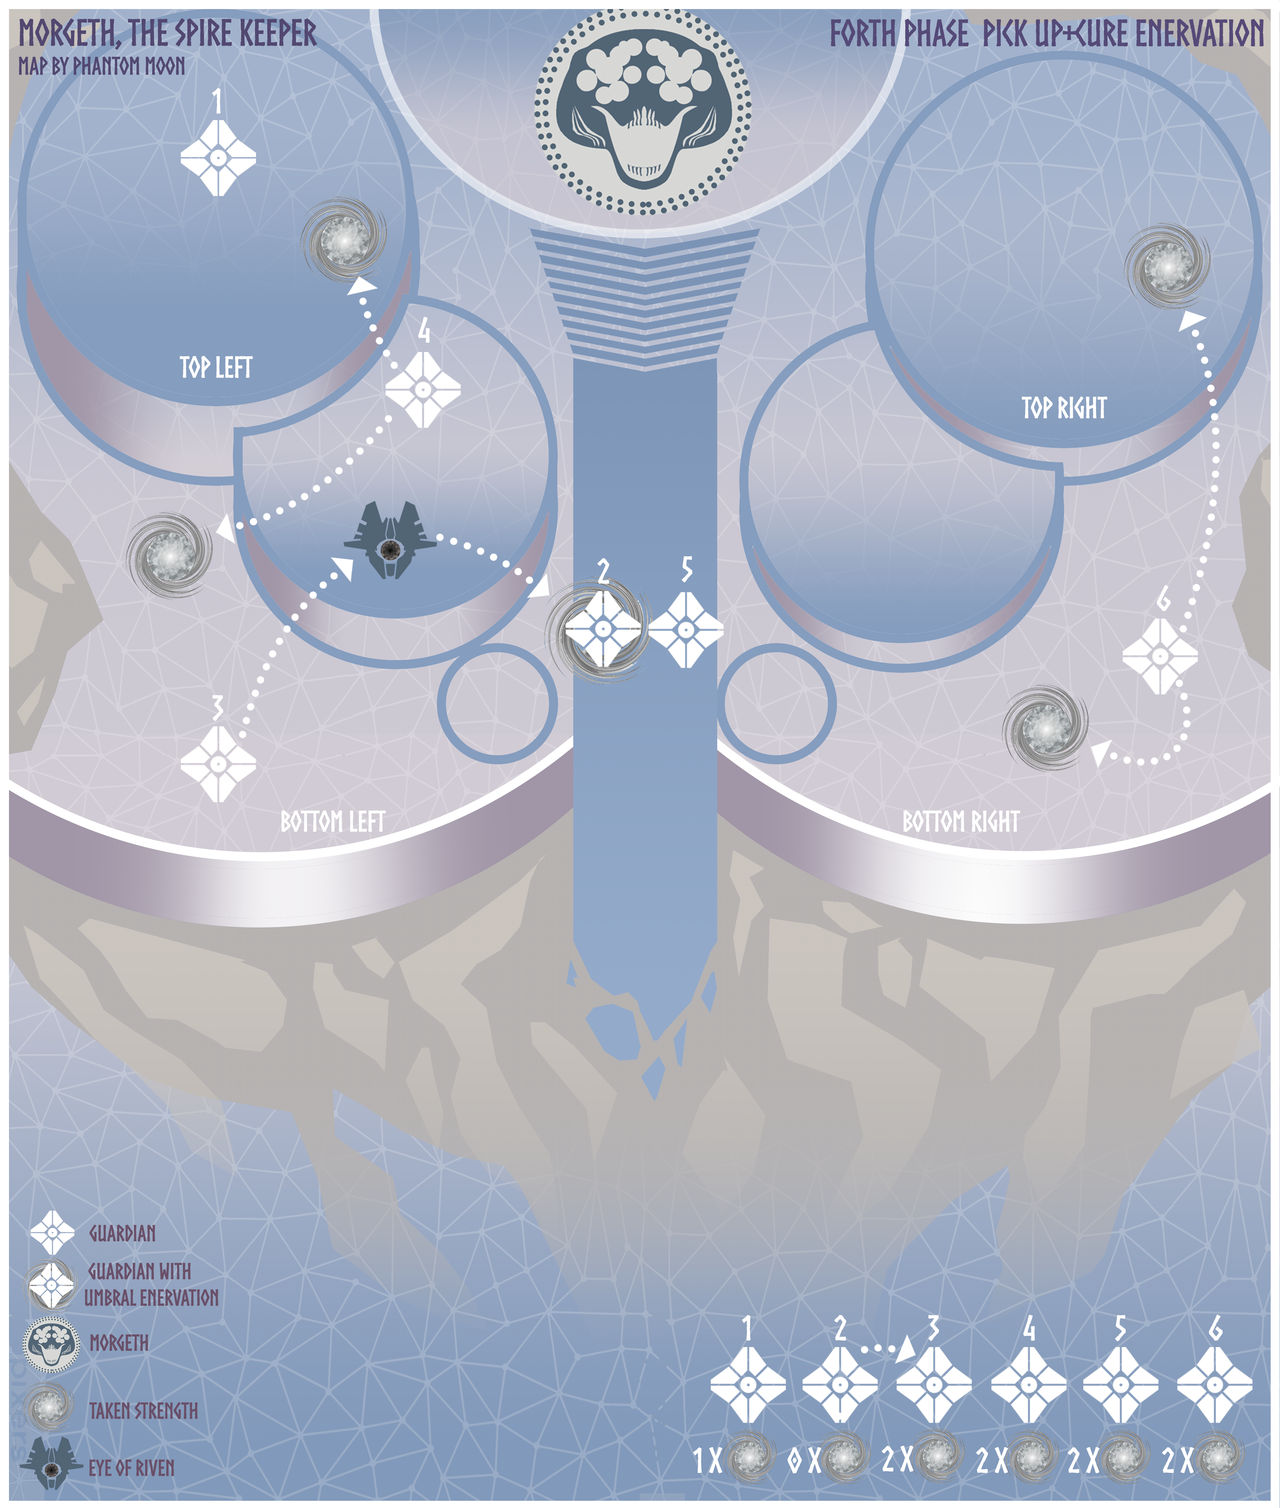 MORGETH, THE SPIRE KEEPER
MAP BY PHANTOM MOON
FORTH PHASE PICK UP+CURE ENERVATION
1
4
TOP LEFT
TOP RIGHT
2
5
6
3
BOTTOM LEFT
BOTTOM RIGHT
GUARDIAN
GUARDIAN WITH
UMBRAL ENERVATION
MORGETH
TAKEN STRENGTH
EYE OF RIVEN
1 2 3 4 5 6
1X 0X 2X 2X 2X 2X